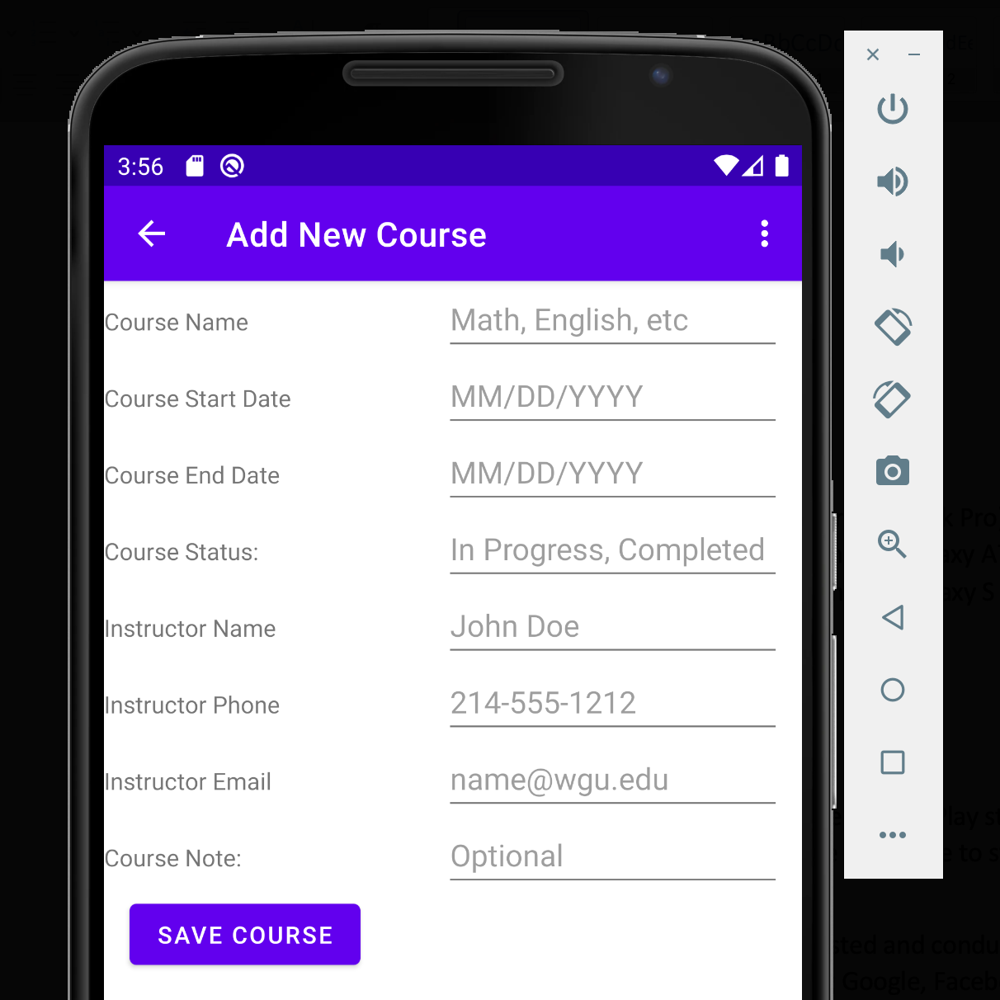 3:56
Add New Course
Course Name Math, English, etc
Course Start Date MM/DD/YYYY
Course End Date MM/DD/YYYY
Course Status: In Progress, Completed
Instructor Name John Doe
Instructor Phone 214-555-1212
Instructor Email name@wgu.edu
Course Note: Optional
SAVE COURSE
Google,